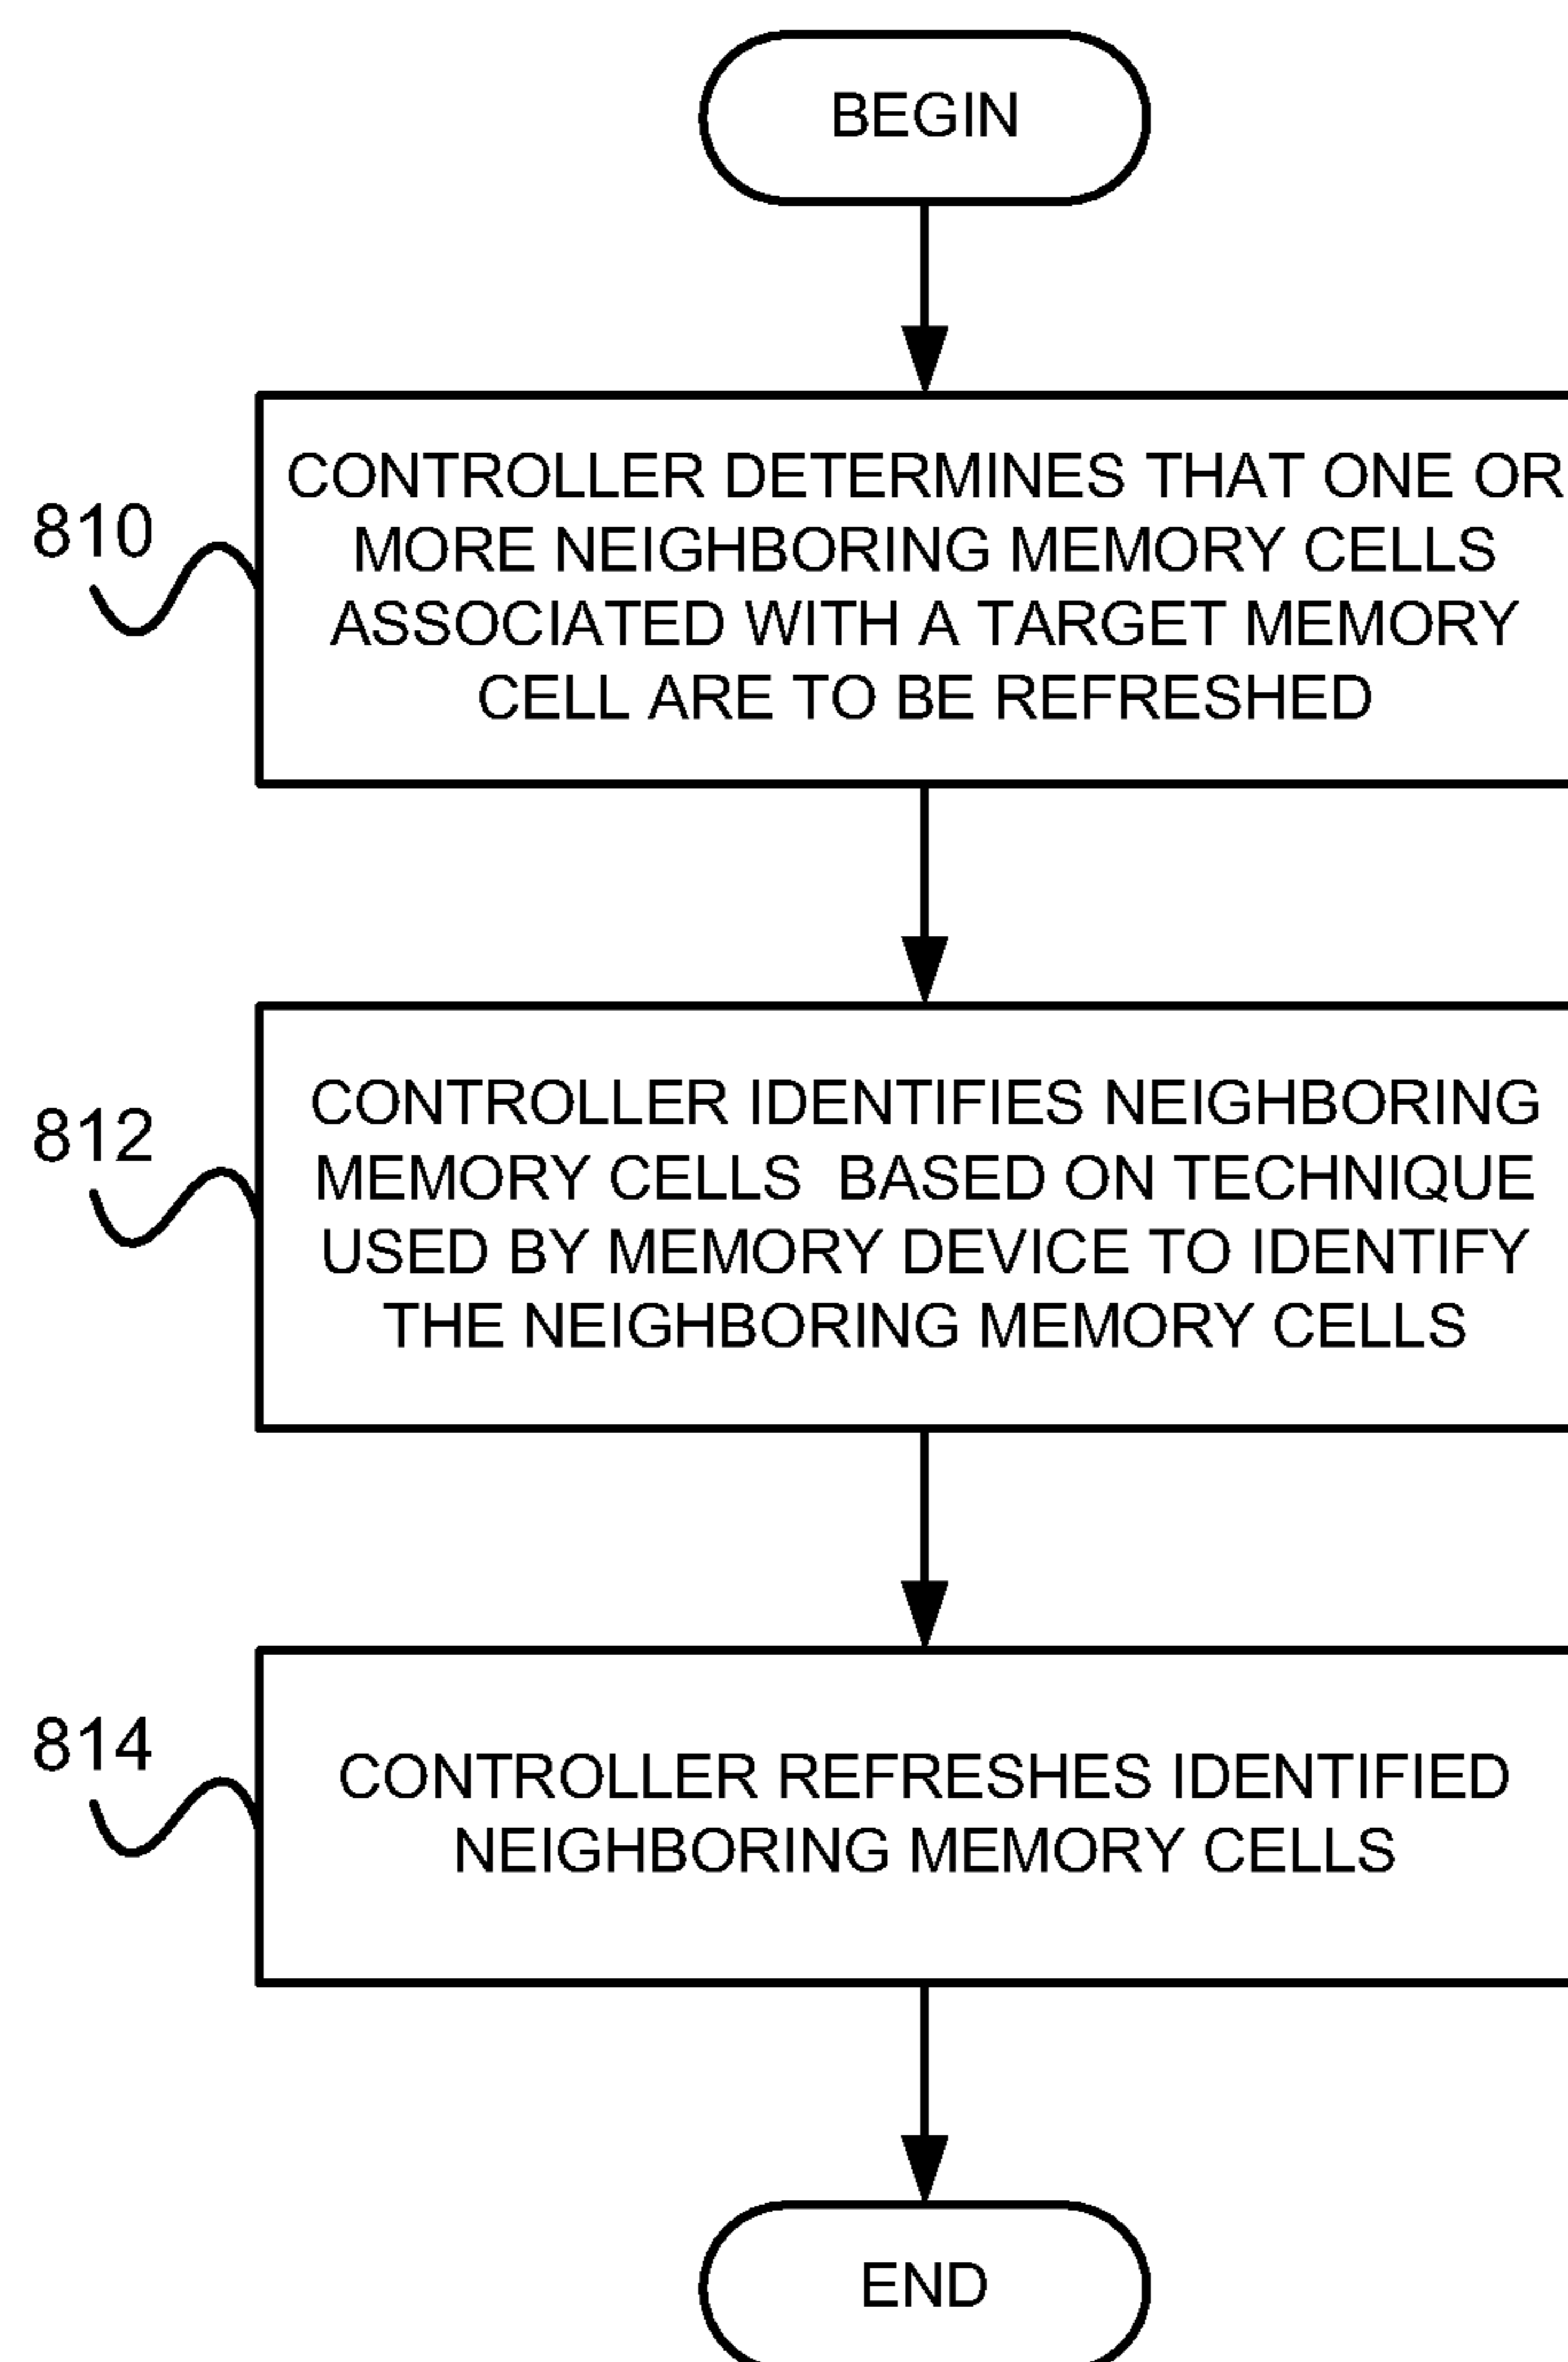 BEGIN
810
CONTROLLER DETERMINES THAT ONE OR
MORE NEIGHBORING MEMORY CELLS
ASSOCIATED WITH A TARGET MEMORY
CELL ARE TO BE REFRESHED
812
CONTROLLER IDENTIFIES NEIGHBORING
MEMORY CELLS  BASED ON TECHNIQUE
USED BY MEMORY DEVICE TO IDENTIFY
THE NEIGHBORING MEMORY CELLS
814
CONTROLLER REFRESHES IDENTIFIED
NEIGHBORING MEMORY CELLS
END